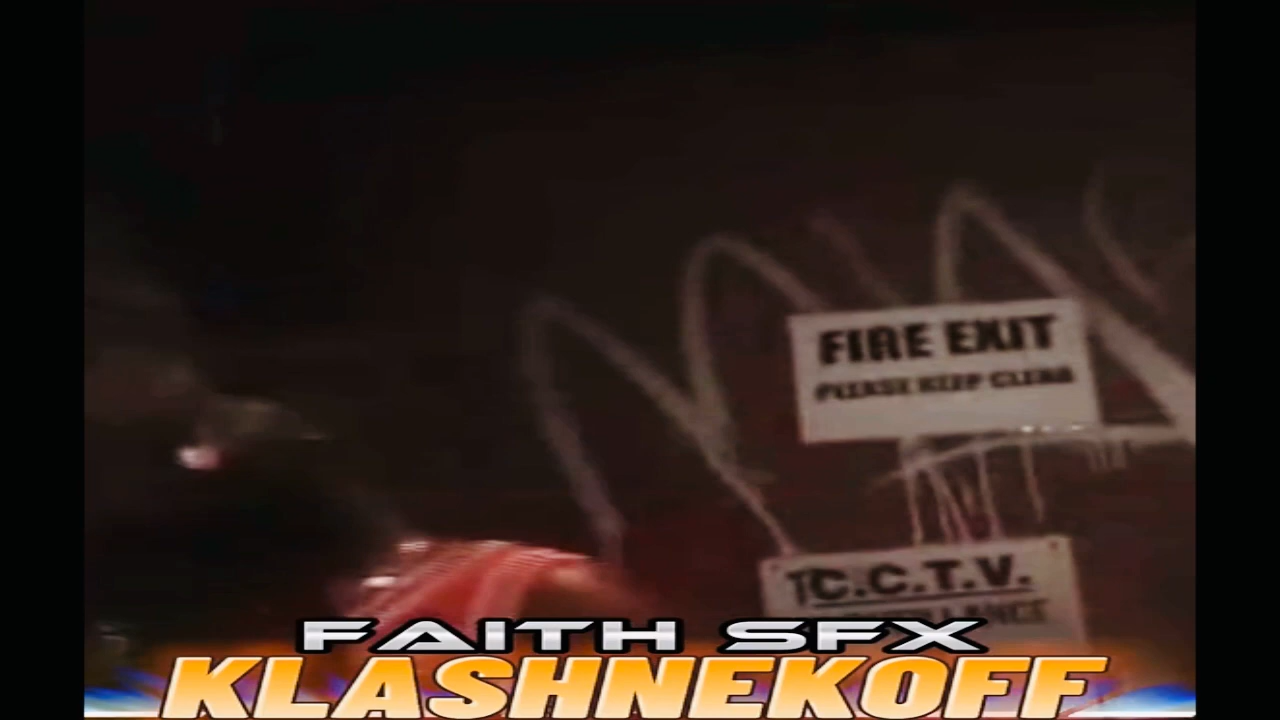 FIRE EXIT
PLEASE KEEP CLEAR
C.C.T.V.
FAITH SFX
KLASHNEKOFF